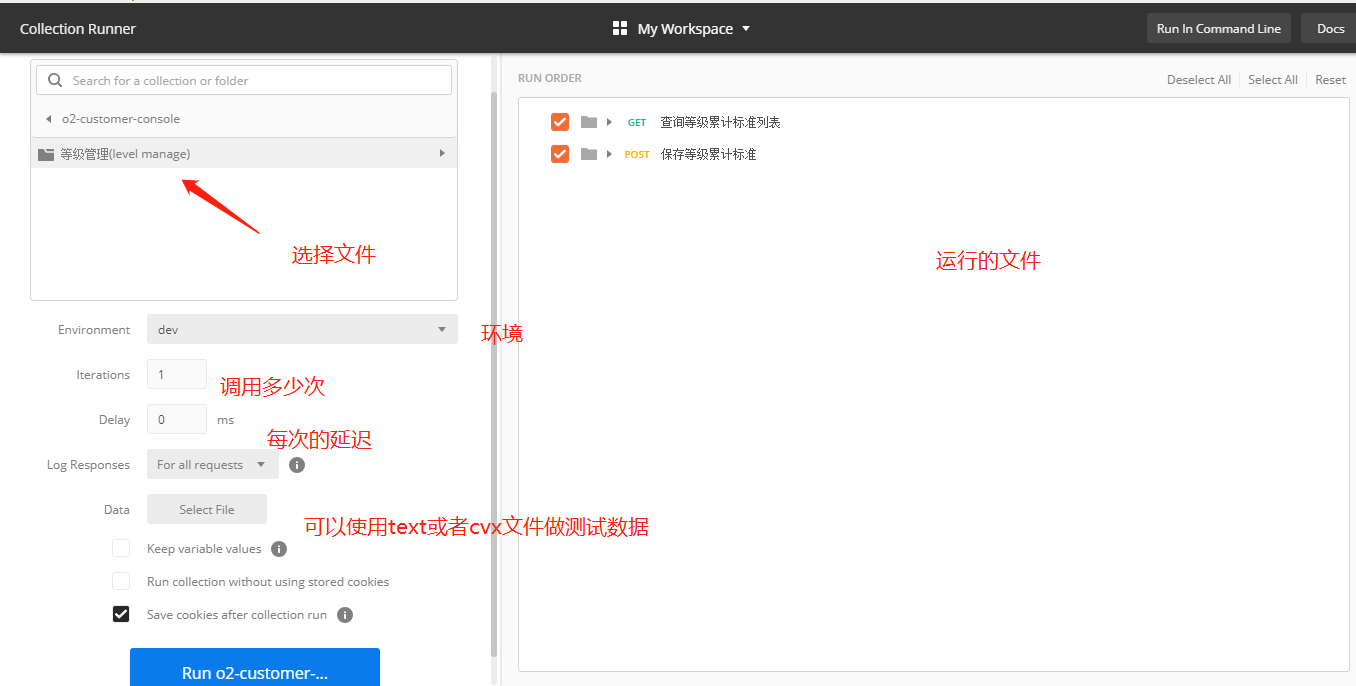 Collection Runner
My Workspace
Run In Command Line
Docs
Search for a collection or folder
o2-customer-console
等级管理(level manage)
选择文件
Environment
dev
环境
Iterations
1
调用多少次
Delay
0
ms
每次的延迟
Log Responses
For all requests
Data
Select File
可以使用text或者cvx文件做测试数据
Keep variable values
Run collection without using stored cookies
Save cookies after collection run
Run o2-customer-...
RUN ORDER
Deselect All
Select All
Reset
GET 查询等级累计标准列表
POST 保存等级累计标准
运行的文件